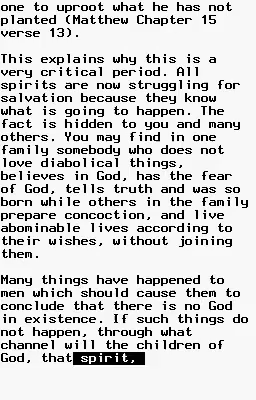 one to uproot what he has not
planted (Matthew Chapter 15
verse 13).
This explains why this is a
very critical period. All
spirits are now struggling for
salvation because they know
what is going to happen. The
fact is hidden to you and many
others. You may find in one
family somebody who does not
love diabolical things,
believes in God, has the fear
of God, tells truth and was so
born while others in the family
prepare concoction, and live
abominable lives according to
their wishes, without joining
them.
Many things have happened to
men which should cause them to
conclude that there is no God
in existence. If such things do
not happen, through what
channel will the children of
God, that spirit,